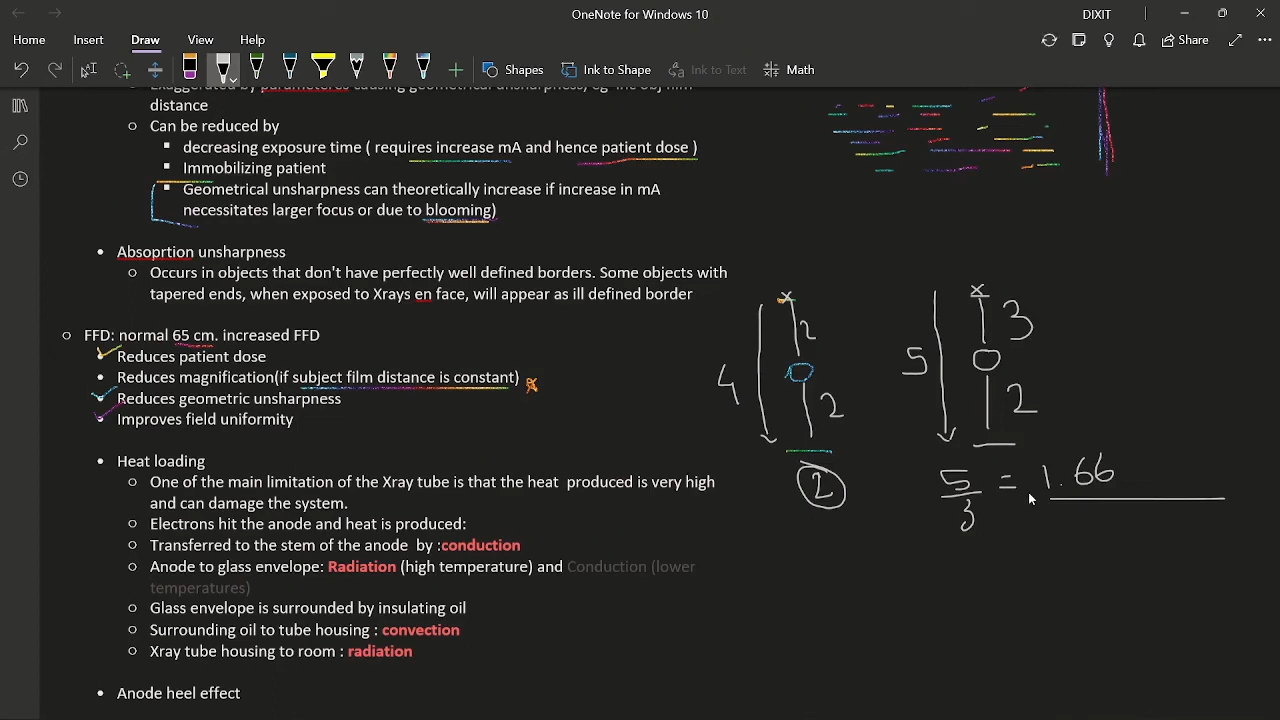 OneNote for Windows 10
DIXIT
Home Insert Draw View Help
Share
Shapes
Ink to Shape
Ink to Text
Math
Exaggerated by parameteres causing geometrical unsharpness, eg
distance
Can be reduced by
decreasing exposure time ( requires increase mA and hence patient dose )
Immobilizing patient
Geometrical unsharpness can theoretically increase if increase in mA
necessitates larger focus or due to blooming)
Absoprtion unsharpness
Occurs in objects that don't have perfectly well defined borders. Some objects with
tapered ends, when exposed to Xrays en face, will appear as ill defined border
FFD: normal 65 cm. increased FFD
Reduces patient dose
Reduces magnification(if subject film distance is constant)
Reduces geometric unsharpness
Improves field uniformity
Heat loading
One of the main limitation of the Xray tube is that the heat produced is very high
and can damage the system.
Electrons hit the anode and heat is produced:
Transferred to the stem of the anode by :conduction
Anode to glass envelope: Radiation (high temperature) and Conduction (lower
temperatures)
Glass envelope is surrounded by insulating oil
Surrounding oil to tube housing : convection
Xray tube housing to room : radiation
Anode heel effect
x
2
4
2
2
x
3
5
2
5/3 = 1.66